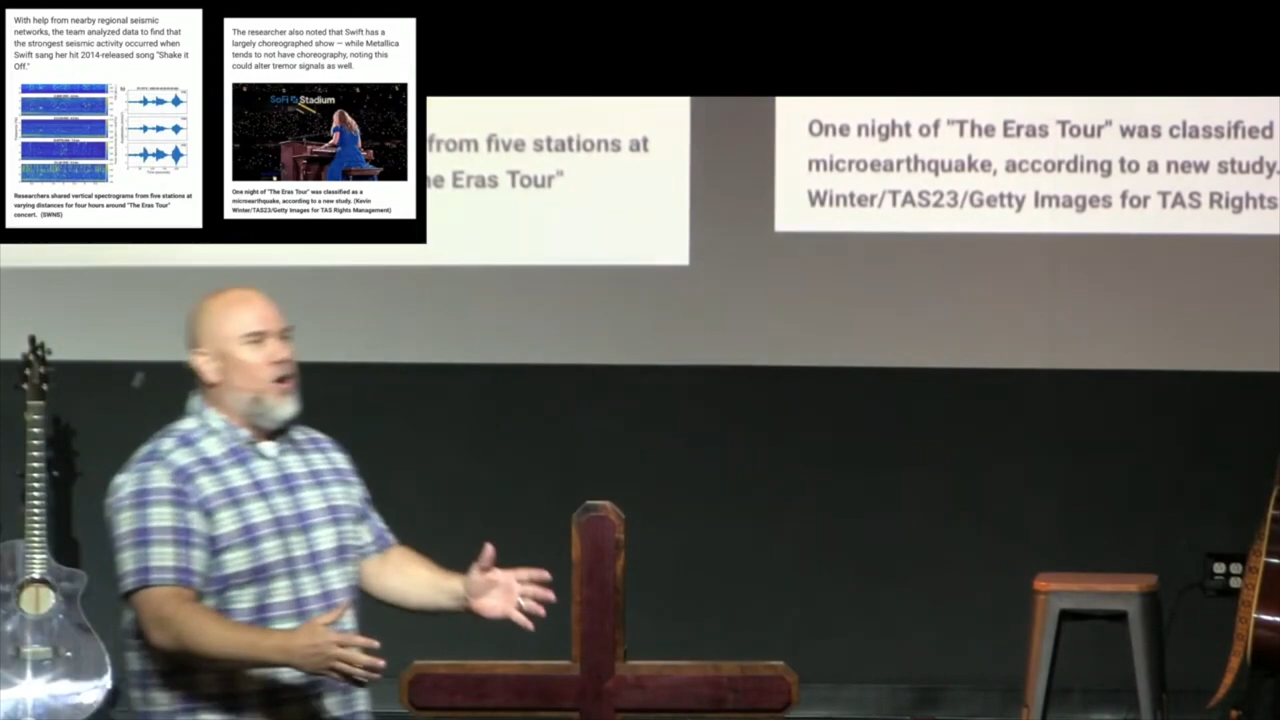 With help from nearby regional seismic
networks, the team analyzed data to find that
the strongest seismic activity occurred when
Swift sang her hit 2014-released song "Shake it
Off."
Researchers shared vertical spectrograms from five stations at
varying distances for four hours around "The Eras Tour"
concert. (SWNS)
The researcher also noted that Swift has a
largely choreographed show — while Metallica
tends to not have choreography, noting this
could alter tremor signals as well.
SoFi Stadium
One night of "The Eras Tour" was classified as a
microearthquake, according to a new study. (Kevin
Winter/TAS23/Getty Images for TAS Rights Management)
from five stations at
e Eras Tour"
One night of "The Eras Tour" was classified
microearthquake, according to a new study.
Winter/TAS23/Getty Images for TAS Rights